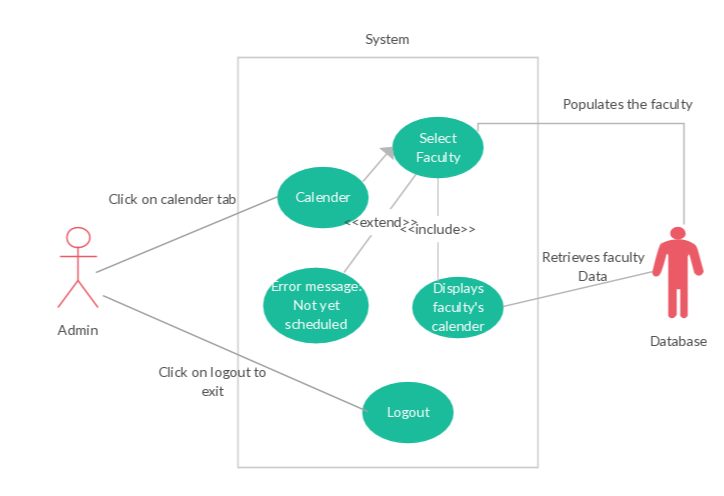 System
Populates the faculty
Select
Faculty
Click on calender tab
Calender
<<extend>>
<<include>>
Retrieves faculty
Data
Error message:
Not yet
scheduled
Displays
faculty's
calender
Admin
Database
Click on logout to
exit
Logout